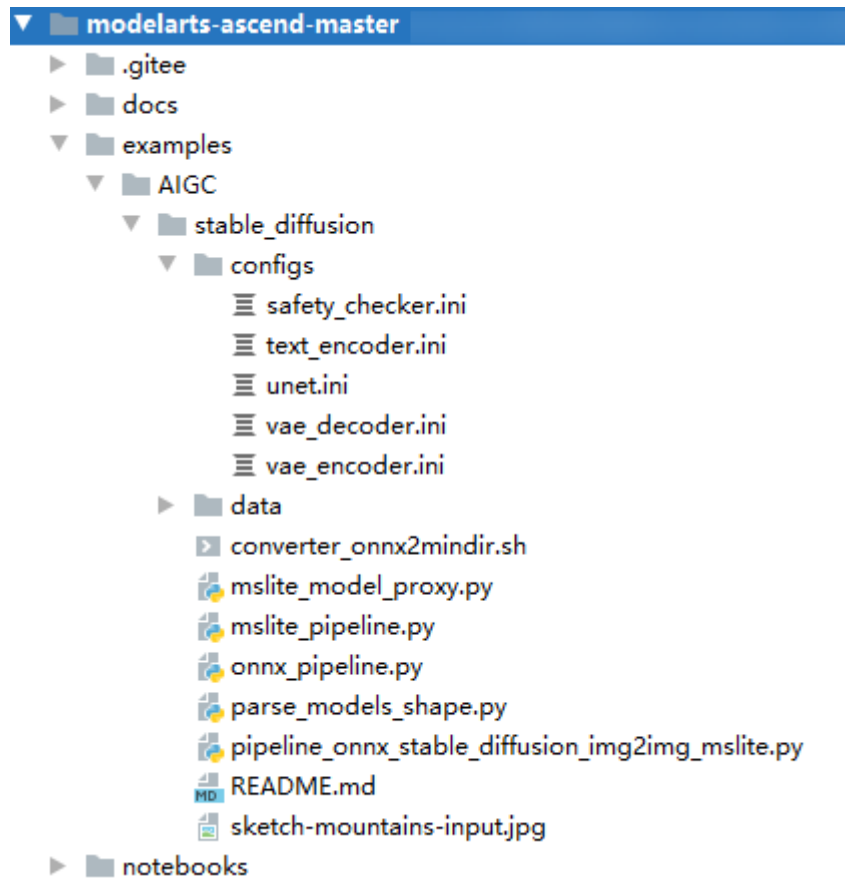 modelarts-ascend-master
.gitee
docs
examples
AIGC
stable_diffusion
configs
safety_checker.ini
text_encoder.ini
unet.ini
vae_decoder.ini
vae_encoder.ini
data
converter_onnx2mindir.sh
mslite_model_proxy.py
mslite_pipeline.py
onnx_pipeline.py
parse_models_shape.py
pipeline_onnx_stable_diffusion_img2img_mslite.py
MD README.md
sketch-mountains-input.jpg
notebooks